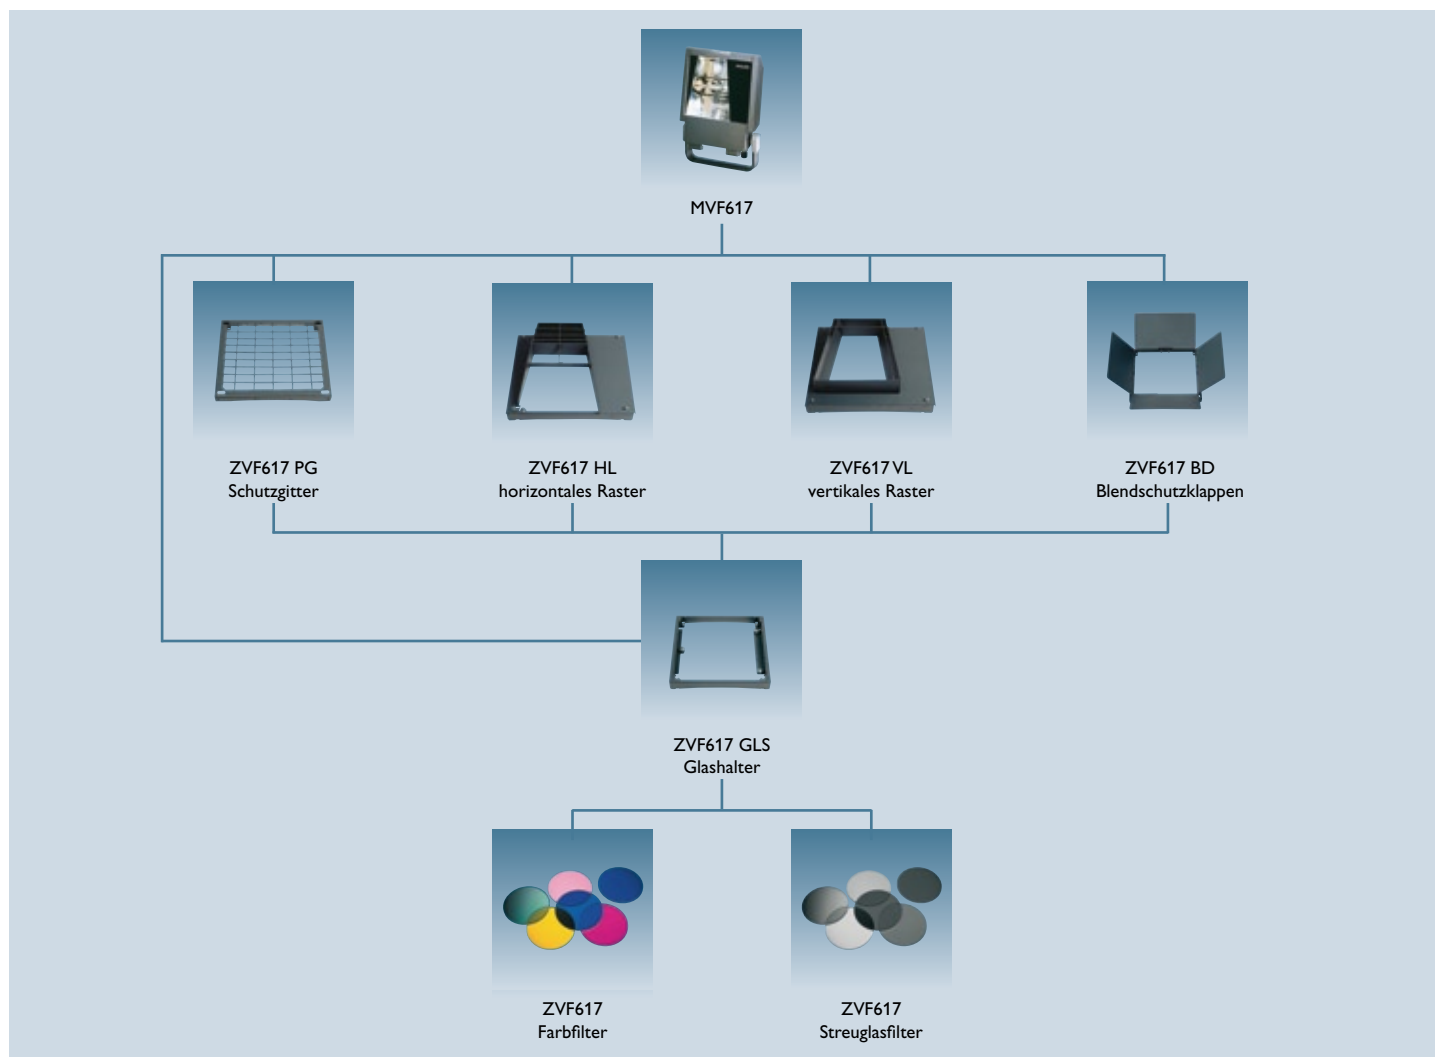 MVF617
ZVF617 PG
Schutzgitter
ZVF617 HL
horizontales Raster
ZVF617 VL
vertikales Raster
ZVF617 BD
Blendschutzklappen
ZVF617 GLS
Glashalter
ZVF617
Farbfilter
ZVF617
Streuglasfilter